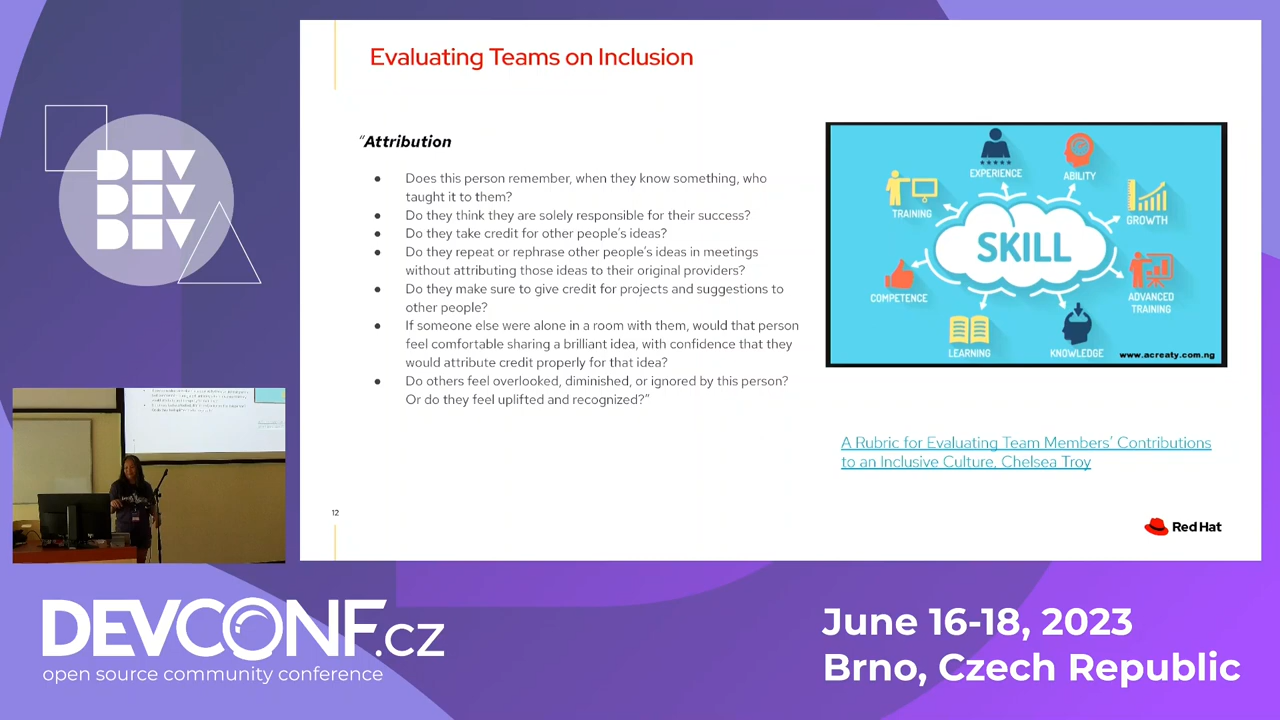 Evaluating Teams on Inclusion
“Attribution
● Does this person remember, when they know something, who
taught it to them?
● Do they think they are solely responsible for their success?
● Do they take credit for other people’s ideas?
● Do they repeat or rephrase other people’s ideas in meetings
without attributing those ideas to their original providers?
● Do they make sure to give credit for projects and suggestions to
other people?
● If someone else were alone in a room with them, would that person
feel comfortable sharing a brilliant idea, with confidence that they
would attribute credit properly for that idea?
● Do others feel overlooked, diminished, or ignored by this person?
Or do they feel uplifted and recognized?”
EXPERIENCE
ABILITY
TRAINING
GROWTH
SKILL
COMPETENCE
ADVANCED
TRAINING
LEARNING
KNOWLEDGE
www.acreaty.com.ng
A Rubric for Evaluating Team Members’ Contributions
to an Inclusive Culture, Chelsea Troy
12
Red Hat
DEV
DEV
DEV
DEVCONF.cz
open source community conference
June 16-18, 2023
Brno, Czech Republic